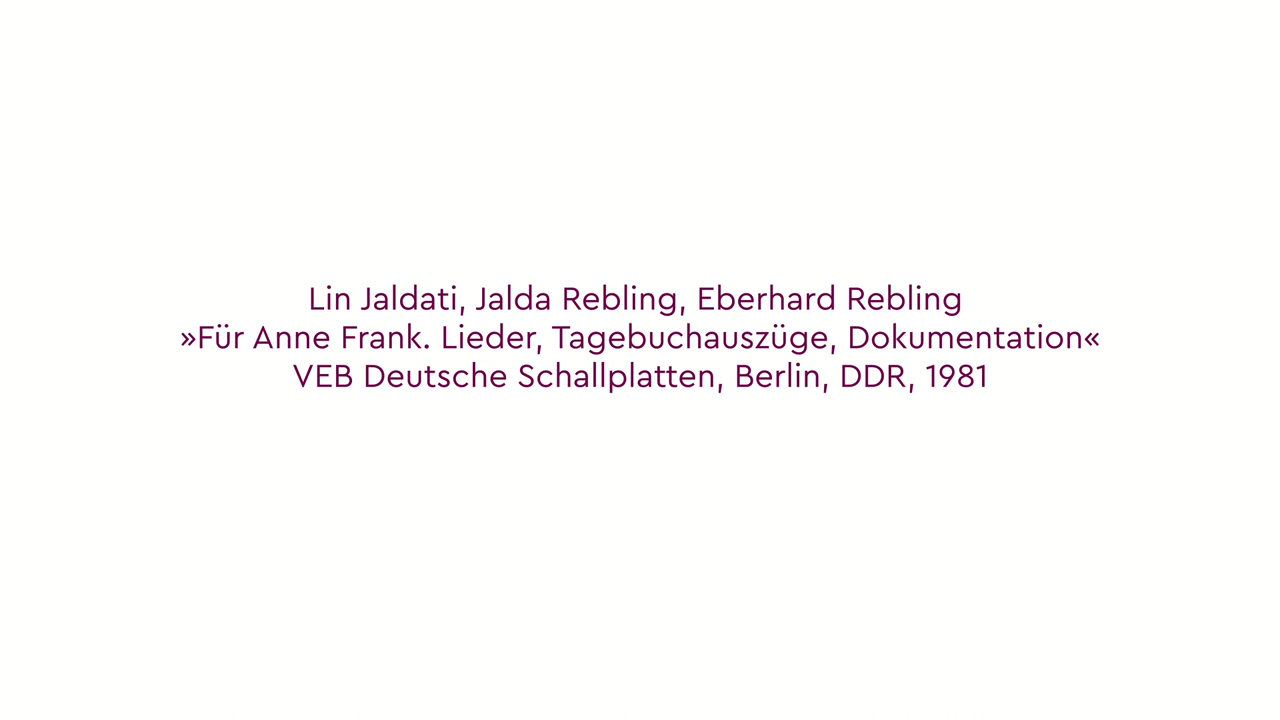 Lin Jaldati, Jalda Rebling, Eberhard Rebling
»Für Anne Frank. Lieder, Tagebuchauszüge, Dokumentation«
VEB Deutsche Schallplatten, Berlin, DDR, 1981